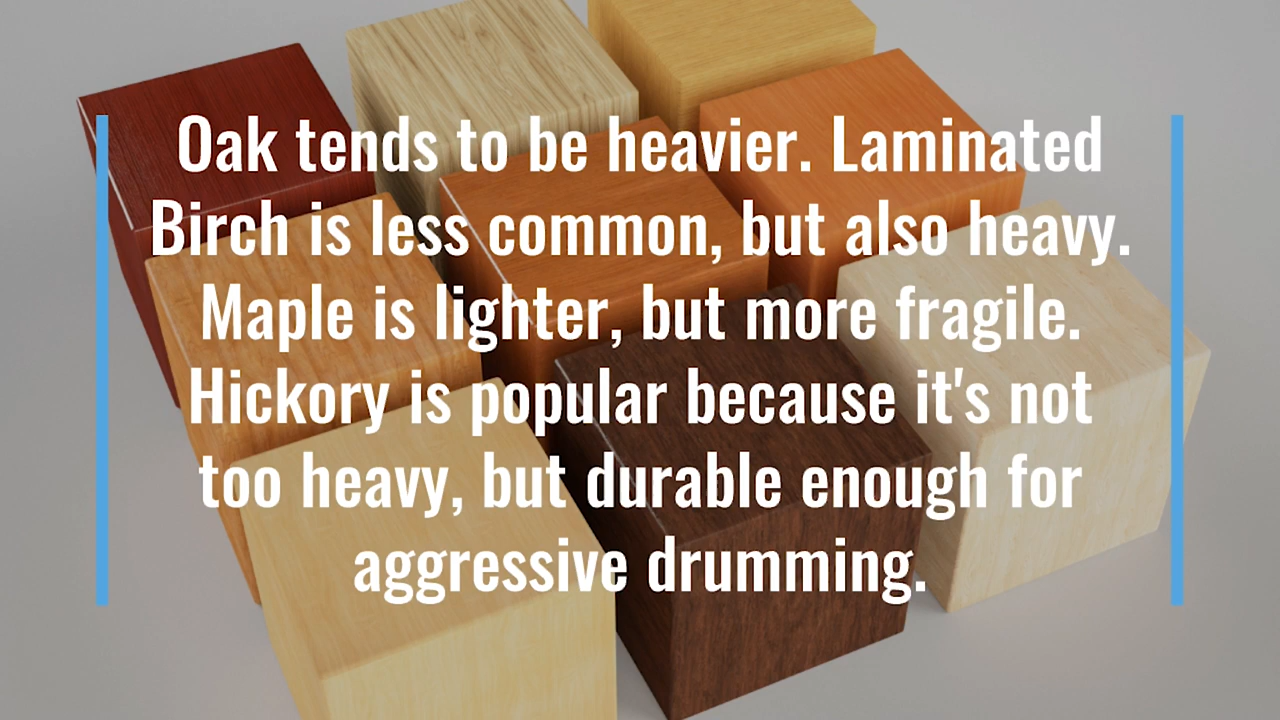 Oak tends to be heavier. Laminated
Birch is less common, but also heavy.
Maple is lighter, but more fragile.
Hickory is popular because it's not
too heavy, but durable enough for
aggressive drumming.